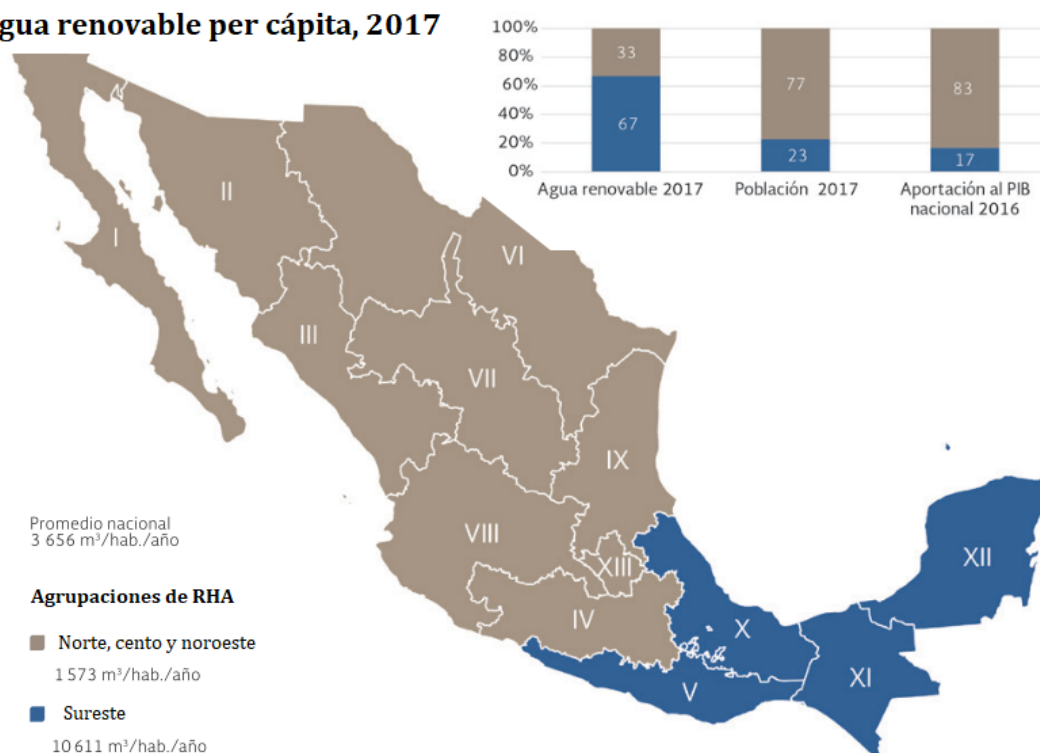 gua renovable per cápita, 2017
100%
80%
60%
40%
20%
0%
33
67
77
23
83
17
Agua renovable 2017
Población 2017
Aportación al PIB
nacional 2016
I
II
III
VI
VII
IX
VIII
XIII
IV
X
V
XI
XII
Promedio nacional
3 656 m³/hab./año
Agrupaciones de RHA
Norte, cento y noroeste
1 573 m³/hab./año
Sureste
10 611 m³/hab./año